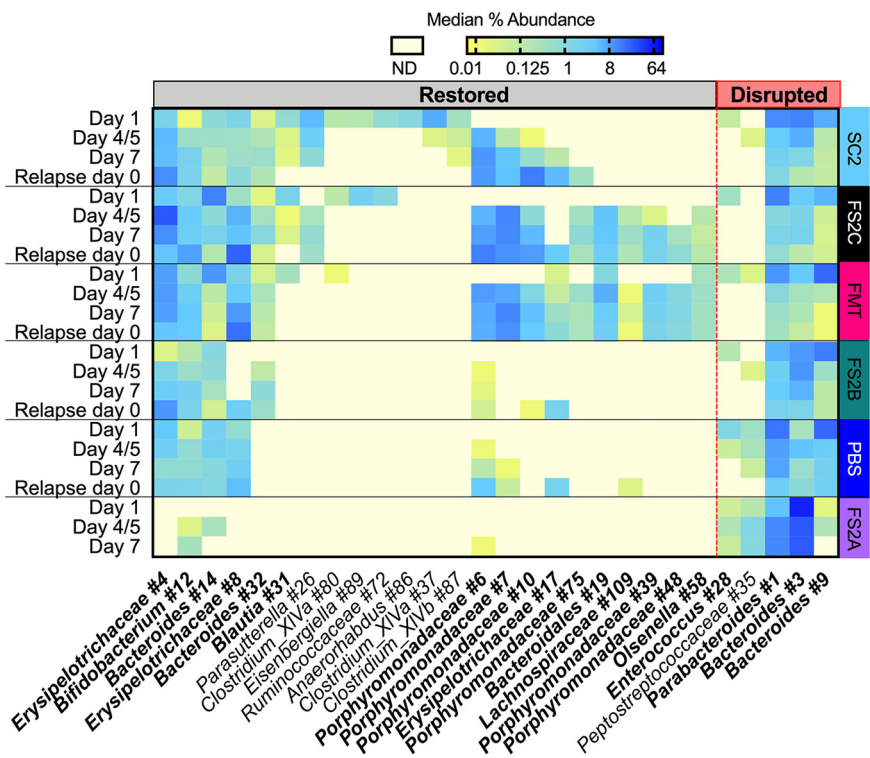 Median % Abundance
ND 0.01 0.125 1 8 64
Restored Disrupted
Day 1
Day 4/5
Day 7
Relapse day 0
SC2
Day 1
Day 4/5
Day 7
Relapse day 0
FS2C
Day 1
Day 4/5
Day 7
Relapse day 0
FMT
Day 1
Day 4/5
Day 7
Relapse day 0
FS2B
Day 1
Day 4/5
Day 7
Relapse day 0
PBS
Day 1
Day 4/5
Day 7
FS2A
Erysipelotrichaceae #4
Bifidobacterium #12
Bacteroides #14
Erysipelotrichaceae #8
Bacteroides #32
Blautia #31
Parasutterella #26
Clostridium_XIVa #80
Eisenbergiella #89
Ruminococcaceae #72
Anaerorhabdus #86
Clostridium_XIVa #37
Clostridium_XIVb #87
Porphyromonadaceae #6
Porphyromonadaceae #7
Porphyromonadaceae #10
Erysipelotrichaceae #17
Porphyromonadaceae #75
Bacteroidales #19
Lachnospiraceae #109
Porphyromonadaceae #39
Porphyromonadaceae #48
Olsenella #58
Enterococcus #28
Peptostreptococcaceae #35
Parabacteroides #1
Bacteroides #3
Bacteroides #9